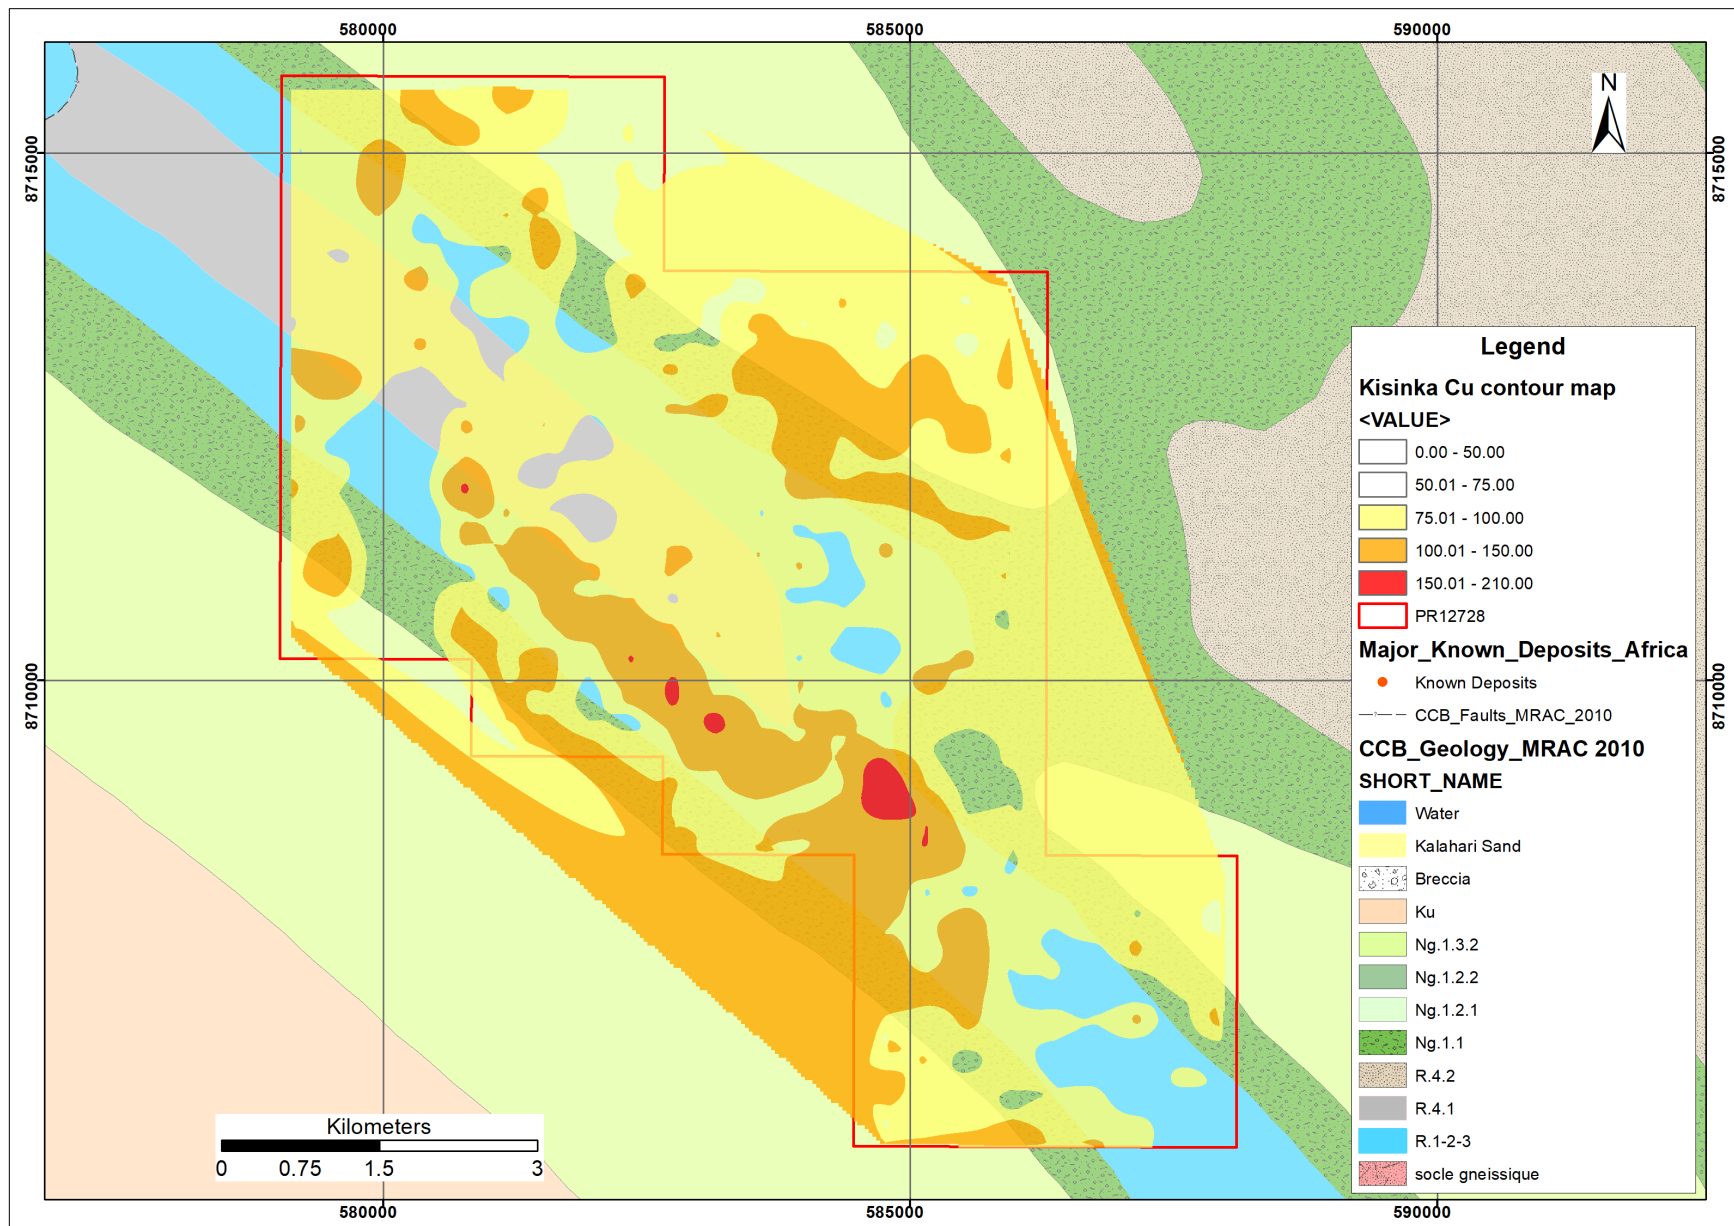 580000
585000
590000
N
8715000
8715000
Legend
Kisinka Cu contour map
<VALUE>
0.00 - 50.00
50.01 - 75.00
75.01 - 100.00
100.01 - 150.00
150.01 - 210.00
PR12728
Major_Known_Deposits_Africa
Known Deposits
CCB_Faults_MRAC_2010
8710000
8710000
CCB_Geology_MRAC 2010
SHORT_NAME
Water
Kalahari Sand
Breccia
Ku
Ng.1.3.2
Ng.1.2.2
Ng.1.2.1
Ng.1.1
R.4.2
R.4.1
R.1-2-3
socle gneissique
Kilometers
0 0.75 1.5 3
580000
585000
590000